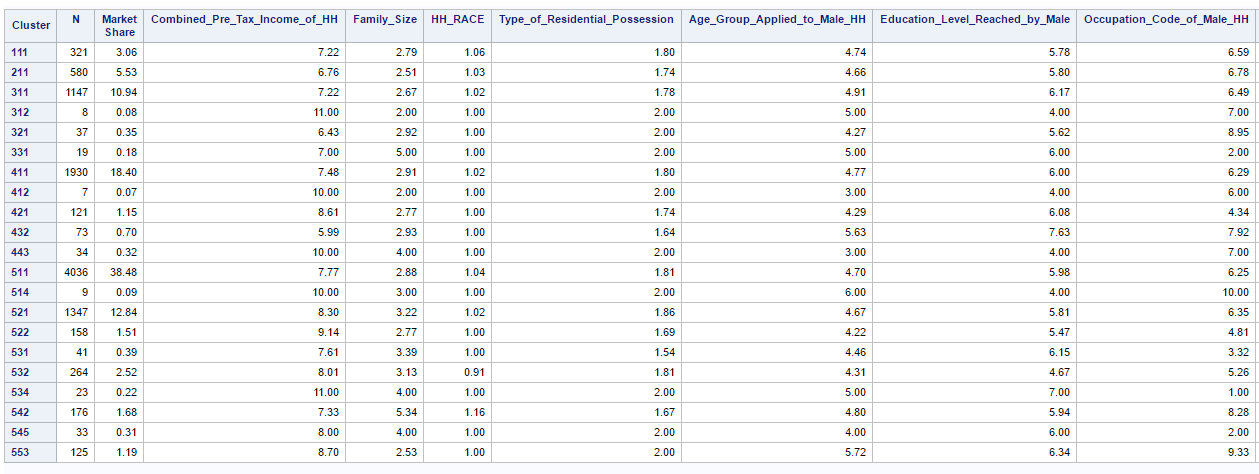 Cluster N Market Share Combined_Pre_Tax_Income_of_HH Family_Size HH_RACE Type_of_Residential_Possession Age_Group_Applied_to_Male_HH Education_Level_Reached_by_Male Occupation_Code_of_Male_HH
111 321 3.06 7.22 2.79 1.06 1.80 4.74 5.78 6.59
211 580 5.53 6.76 2.51 1.03 1.74 4.66 5.80 6.78
311 1147 10.94 7.22 2.67 1.02 1.78 4.91 6.17 6.49
312 8 0.08 11.00 2.00 1.00 2.00 5.00 4.00 7.00
321 37 0.35 6.43 2.92 1.00 2.00 4.27 5.62 8.95
331 19 0.18 7.00 5.00 1.00 2.00 5.00 6.00 2.00
411 1930 18.40 7.48 2.91 1.02 1.80 4.77 6.00 6.29
412 7 0.07 10.00 2.00 1.00 2.00 3.00 4.00 6.00
421 121 1.15 8.61 2.77 1.00 1.74 4.29 6.08 4.34
432 73 0.70 5.99 2.93 1.00 1.64 5.63 7.63 7.92
443 34 0.32 10.00 4.00 1.00 2.00 3.00 4.00 7.00
511 4036 38.48 7.77 2.88 1.04 1.81 4.70 5.98 6.25
514 9 0.09 10.00 3.00 1.00 2.00 6.00 4.00 10.00
521 1347 12.84 8.30 3.22 1.02 1.86 4.67 5.81 6.35
522 158 1.51 9.14 2.77 1.00 1.69 4.22 5.47 4.81
531 41 0.39 7.61 3.39 1.00 1.54 4.46 6.15 3.32
532 264 2.52 8.01 3.13 0.91 1.81 4.31 4.67 5.26
534 23 0.22 11.00 4.00 1.00 2.00 5.00 7.00 1.00
542 176 1.68 7.33 5.34 1.16 1.67 4.80 5.94 8.28
545 33 0.31 8.00 4.00 1.00 2.00 4.00 6.00 2.00
553 125 1.19 8.70 2.53 1.00 2.00 5.72 6.34 9.33